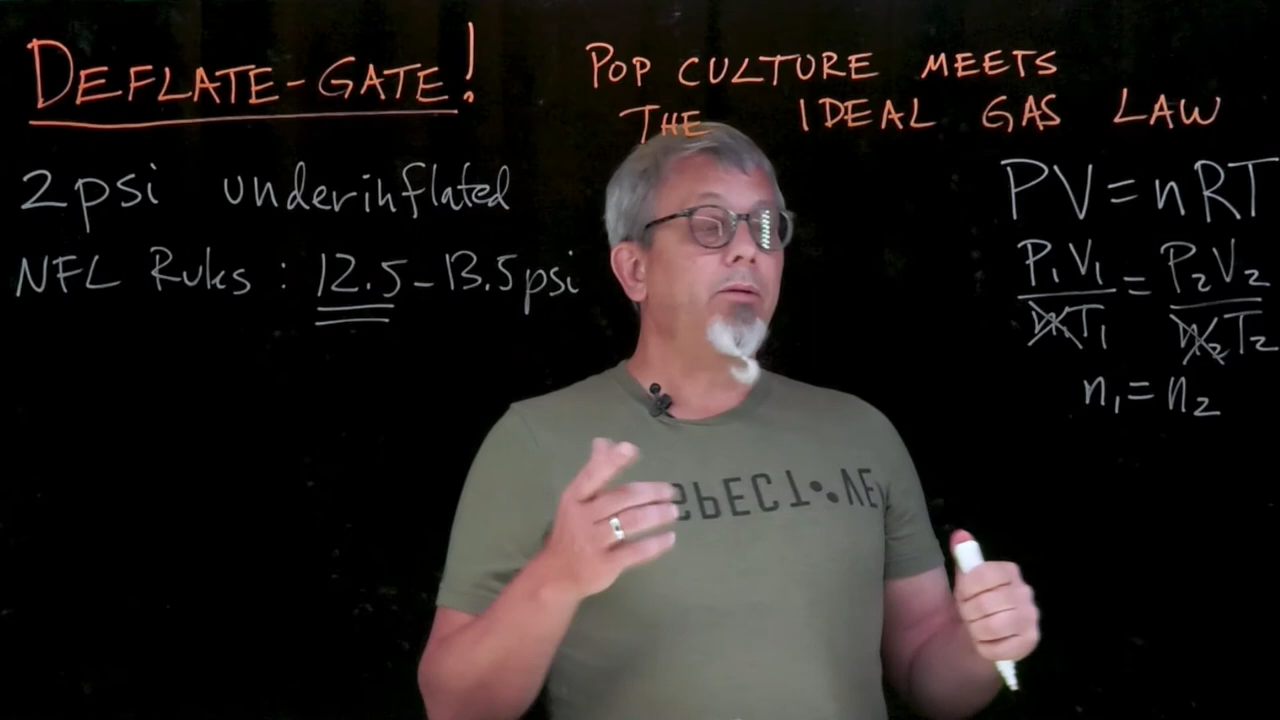 DEFLATE-GATE!
POP CULTURE MEETS
THE IDEAL GAS LAW
2psi underinflated
NFL Rules : 12.5-13.5psi
PV=nRT
P₁V₁/n₁T₁ = P₂V₂/n₂T₂
n₁=n₂